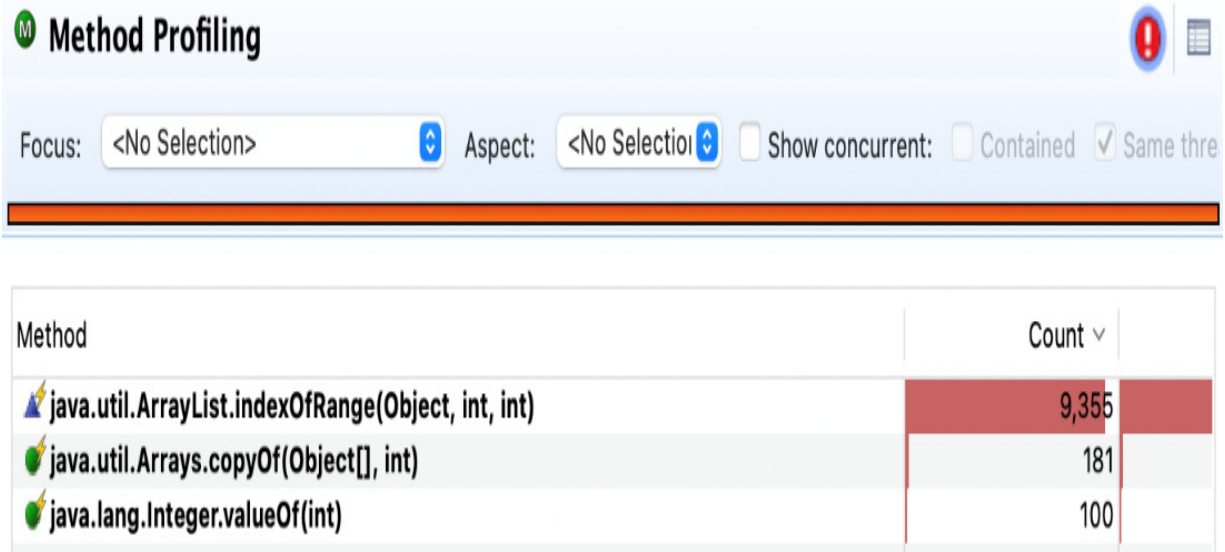 M Method Profiling
Focus: <No Selection> Aspect: <No Selectio Show concurrent: Contained Same thre
Method Count
java.util.ArrayList.indexOfRange(Object, int, int) 9,355
java.util.Arrays.copyOf(Object[], int) 181
java.lang.Integer.valueOf(int) 100